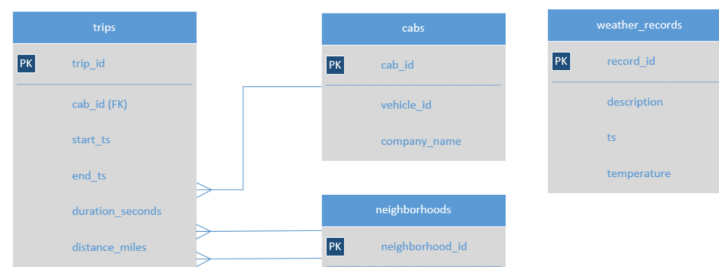 trips
PK trip_id
cab_id (FK)
start_ts
end_ts
duration_seconds
distance_miles
cabs
PK cab_id
vehicle_id
company_name
neighborhoods
PK neighborhood_id
weather_records
PK record_id
description
ts
temperature